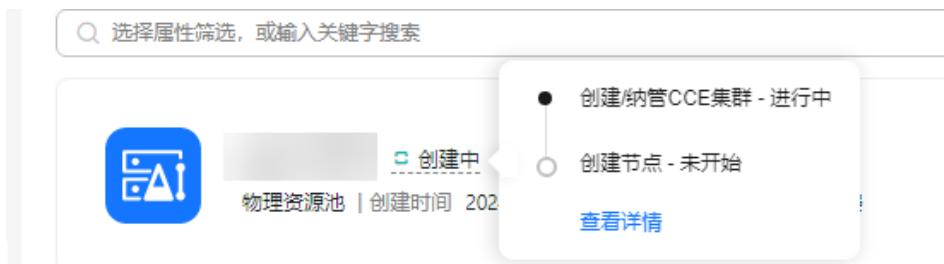 选择属性筛选，或输入关键字搜索
创建/纳管CCE集群 - 进行中
创建中
创建节点 - 未开始
物理资源池 | 创建时间 202
查看详情